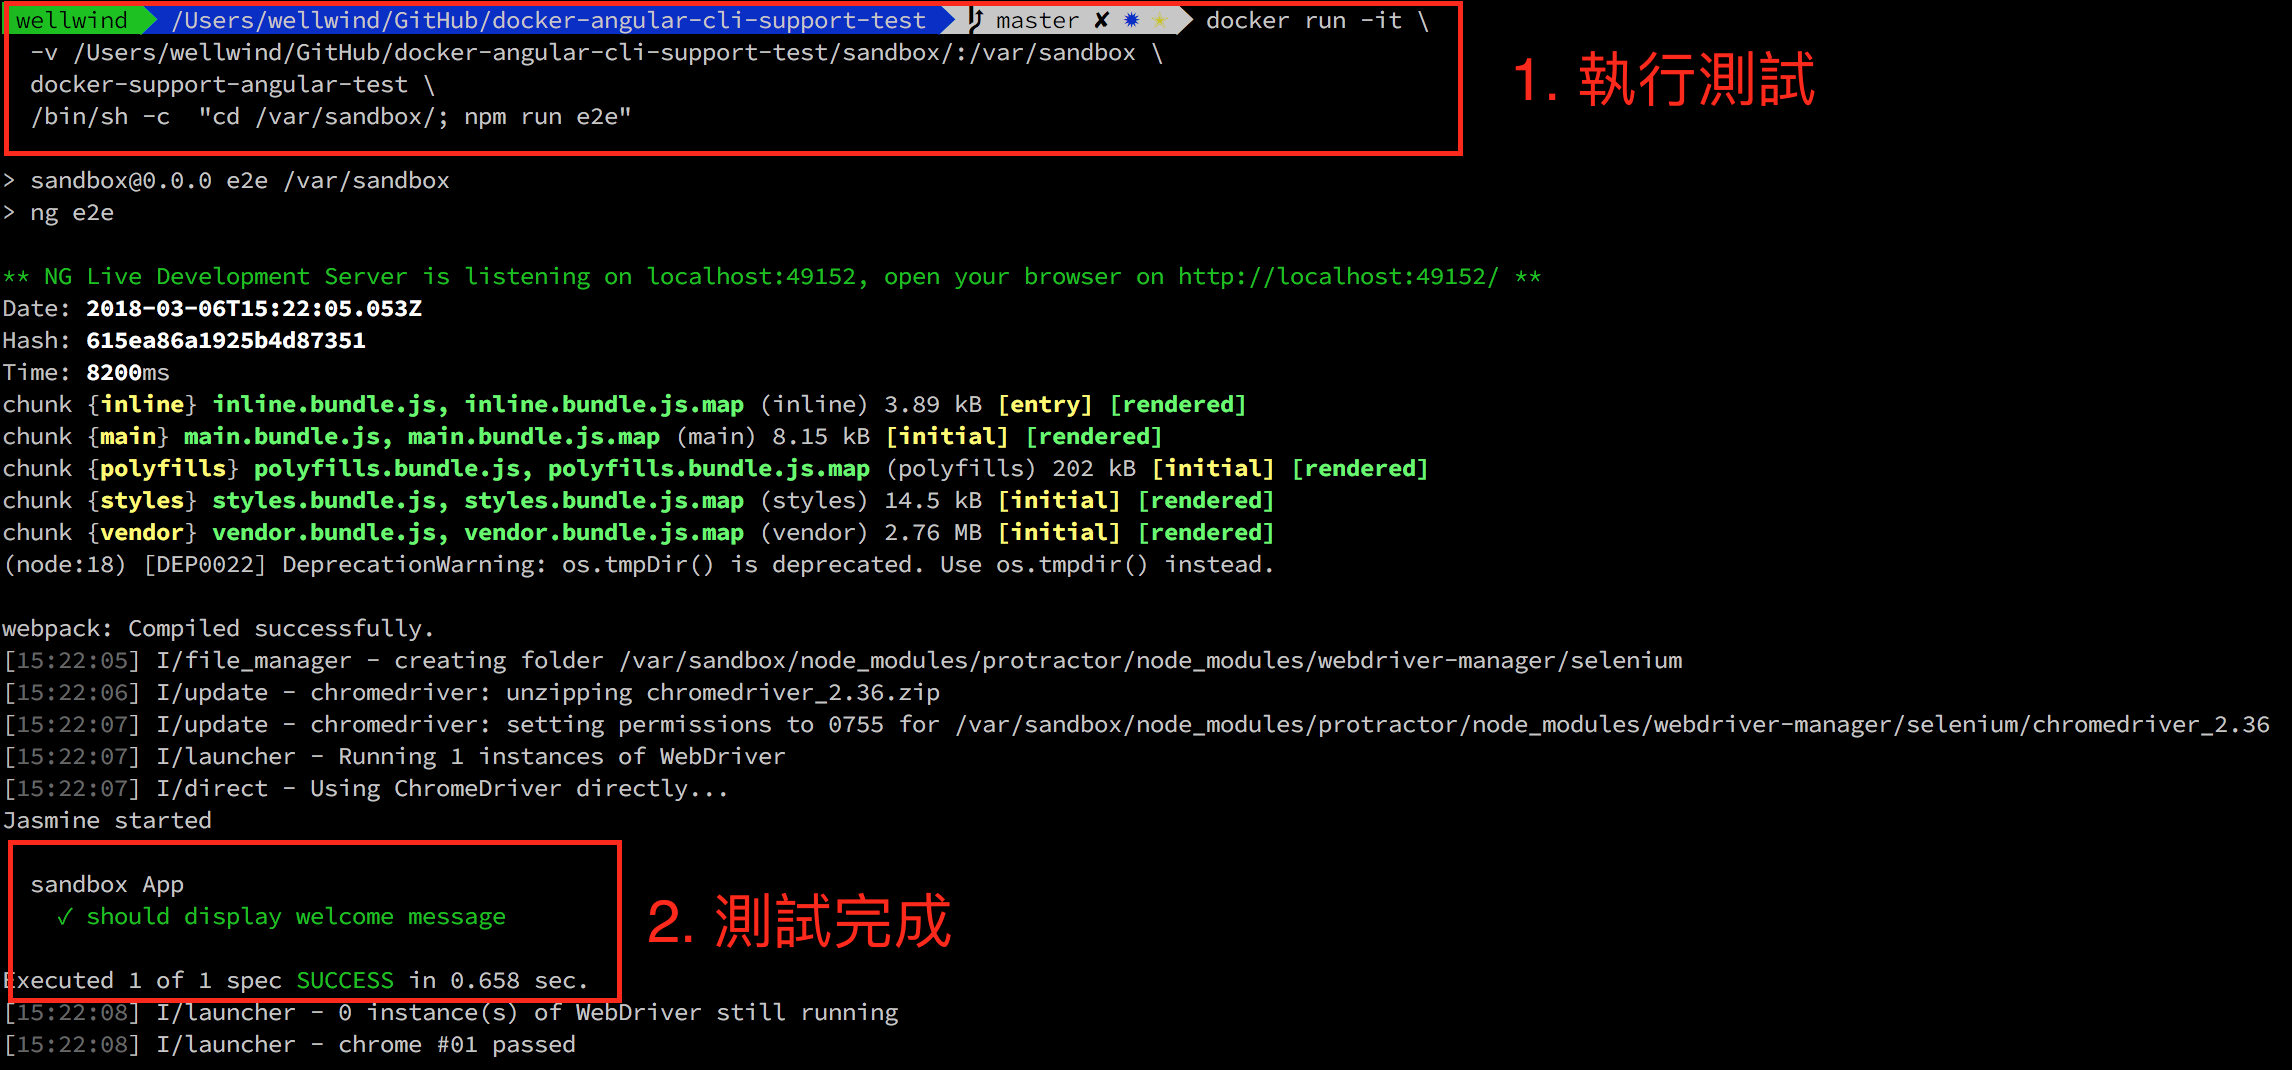 wellwind /Users/wellwind/GitHub/docker-angular-cli-support-test master ✘ ✹ ✭ docker run -it \
-v /Users/wellwind/GitHub/docker-angular-cli-support-test/sandbox/:/var/sandbox \
docker-support-angular-test \
/bin/sh -c  "cd /var/sandbox/; npm run e2e"
1. 執行測試
> sandbox@0.0.0 e2e /var/sandbox
> ng e2e
** NG Live Development Server is listening on localhost:49152, open your browser on http://localhost:49152/ **
Date: 2018-03-06T15:22:05.053Z
Hash: 615ea86a1925b4d87351
Time: 8200ms
chunk {inline} inline.bundle.js, inline.bundle.js.map (inline) 3.89 kB [entry] [rendered]
chunk {main} main.bundle.js, main.bundle.js.map (main) 8.15 kB [initial] [rendered]
chunk {polyfills} polyfills.bundle.js, polyfills.bundle.js.map (polyfills) 202 kB [initial] [rendered]
chunk {styles} styles.bundle.js, styles.bundle.js.map (styles) 14.5 kB [initial] [rendered]
chunk {vendor} vendor.bundle.js, vendor.bundle.js.map (vendor) 2.76 MB [initial] [rendered]
(node:18) [DEP0022] DeprecationWarning: os.tmpDir() is deprecated. Use os.tmpdir() instead.
webpack: Compiled successfully.
[15:22:05] I/file_manager - creating folder /var/sandbox/node_modules/protractor/node_modules/webdriver-manager/selenium
[15:22:06] I/update - chromedriver: unzipping chromedriver_2.36.zip
[15:22:07] I/update - chromedriver: setting permissions to 0755 for /var/sandbox/node_modules/protractor/node_modules/webdriver-manager/selenium/chromedriver_2.36
[15:22:07] I/launcher - Running 1 instances of WebDriver
[15:22:07] I/direct - Using ChromeDriver directly...
Jasmine started
sandbox App
✓ should display welcome message
2. 測試完成
Executed 1 of 1 spec SUCCESS in 0.658 sec.
[15:22:08] I/launcher - 0 instance(s) of WebDriver still running
[15:22:08] I/launcher - chrome #01 passed